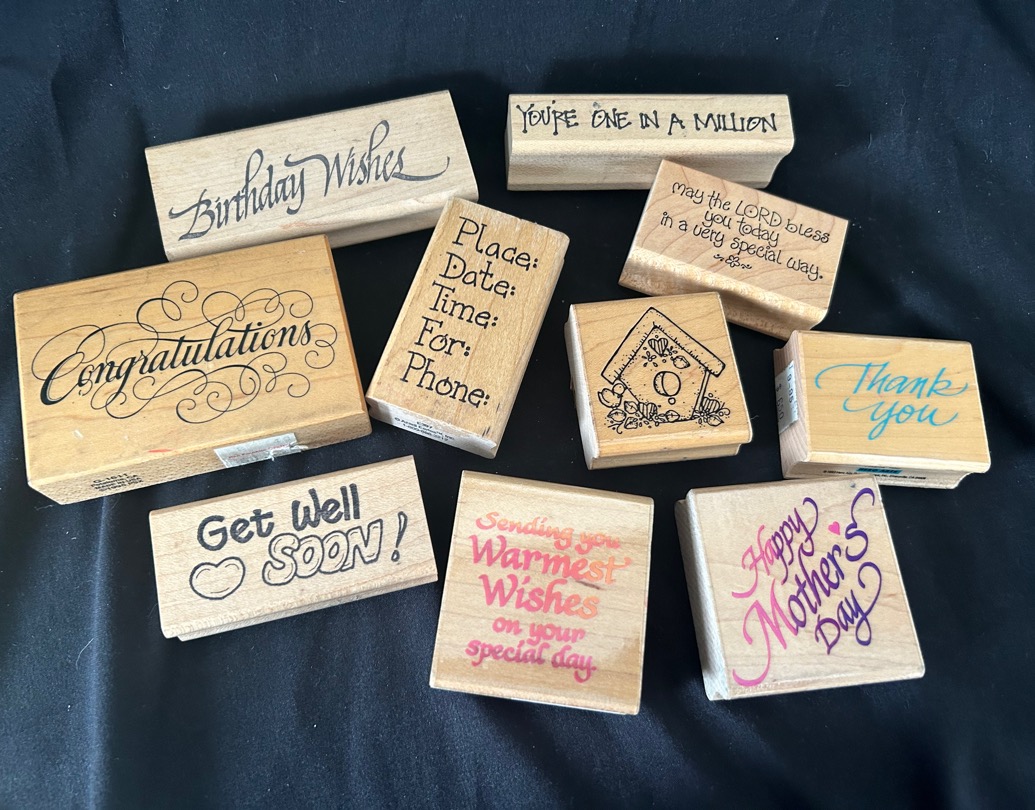 Birthday Wishes
YOU'RE ONE IN A MILLION
may the LORD bless
you today
in a very special way.
Place:
Date:
Time:
For:
Phone:
Congratulations
Thank
you
Get Well
SOON!
Sending you
Warmest
Wishes
on your
special day
Happy
Mother's
Day